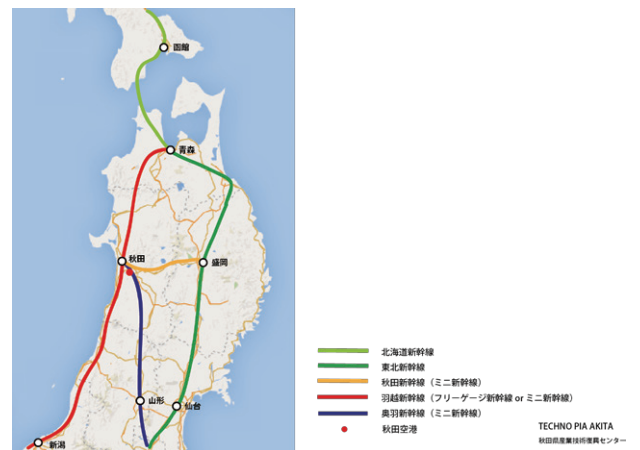 函館
青森
秋田
盛岡
山形
仙台
新潟
北海道新幹線
東北新幹線
秋田新幹線（ミニ新幹線）
羽越新幹線（フリーゲージ新幹線 or ミニ新幹線）
奥羽新幹線（ミニ新幹線）
秋田空港
TECHNO PIA AKITA
秋田県産業技術復興センター